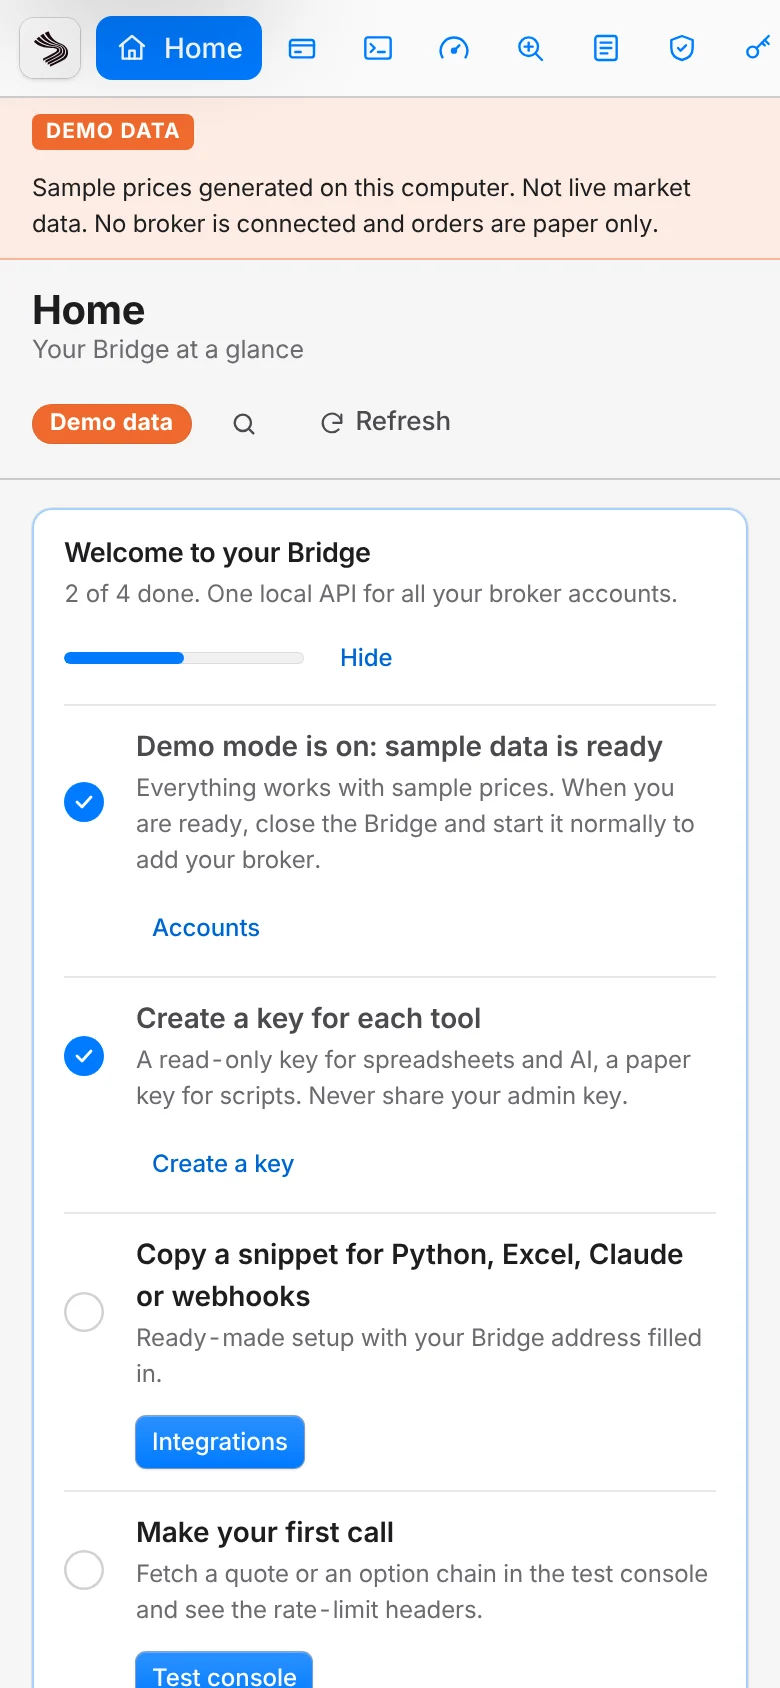 Home
DEMO DATA
Sample prices generated on this computer. Not live market
data. No broker is connected and orders are paper only.
Home
Your Bridge at a glance
Demo data
Refresh
Welcome to your Bridge
2 of 4 done. One local API for all your broker accounts.
Hide
Demo mode is on: sample data is ready
Everything works with sample prices. When you
are ready, close the Bridge and start it normally to
add your broker.
Accounts
Create a key for each tool
A read-only key for spreadsheets and AI, a paper
key for scripts. Never share your admin key.
Create a key
Copy a snippet for Python, Excel, Claude
or webhooks
Ready-made setup with your Bridge address filled
in.
Integrations
Make your first call
Fetch a quote or an option chain in the test console
and see the rate-limit headers.
Test console